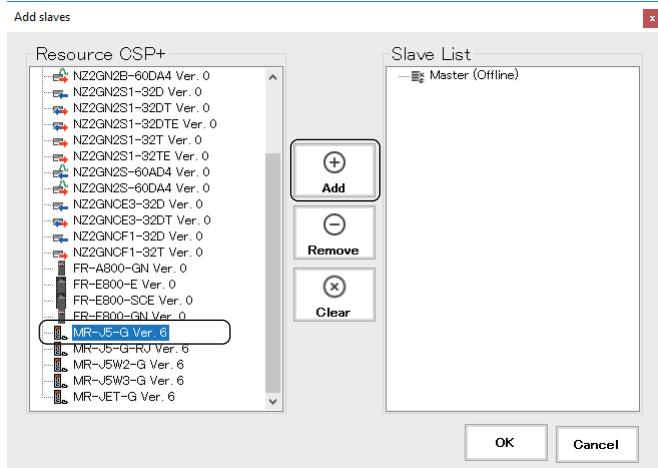 Add slaves
x
Resource CSP+
NZ2GN2B-60DA4 Ver. 0
NZ2GN2S1-32D Ver. 0
NZ2GN2S1-32DT Ver. 0
NZ2GN2S1-32DTE Ver. 0
NZ2GN2S1-32T Ver. 0
NZ2GN2S1-32TE Ver. 0
NZ2GN2S-60AD4 Ver. 0
NZ2GN2S-60DA4 Ver. 0
NZ2GNCE3-32D Ver. 0
NZ2GNCE3-32DT Ver. 0
NZ2GNCF1-32D Ver. 0
NZ2GNCF1-32T Ver. 0
FR-A800-GN Ver. 0
FR-E800-E Ver. 0
FR-E800-SCE Ver. 0
FR-F800-GN Ver. 0
MR-J5-G Ver. 6
MR-J5-G-RJ Ver. 6
MR-J5W2-G Ver. 6
MR-J5W3-G Ver. 6
MR-JET-G Ver. 6
Add
Remove
Clear
Slave List
Master (Offline)
OK
Cancel